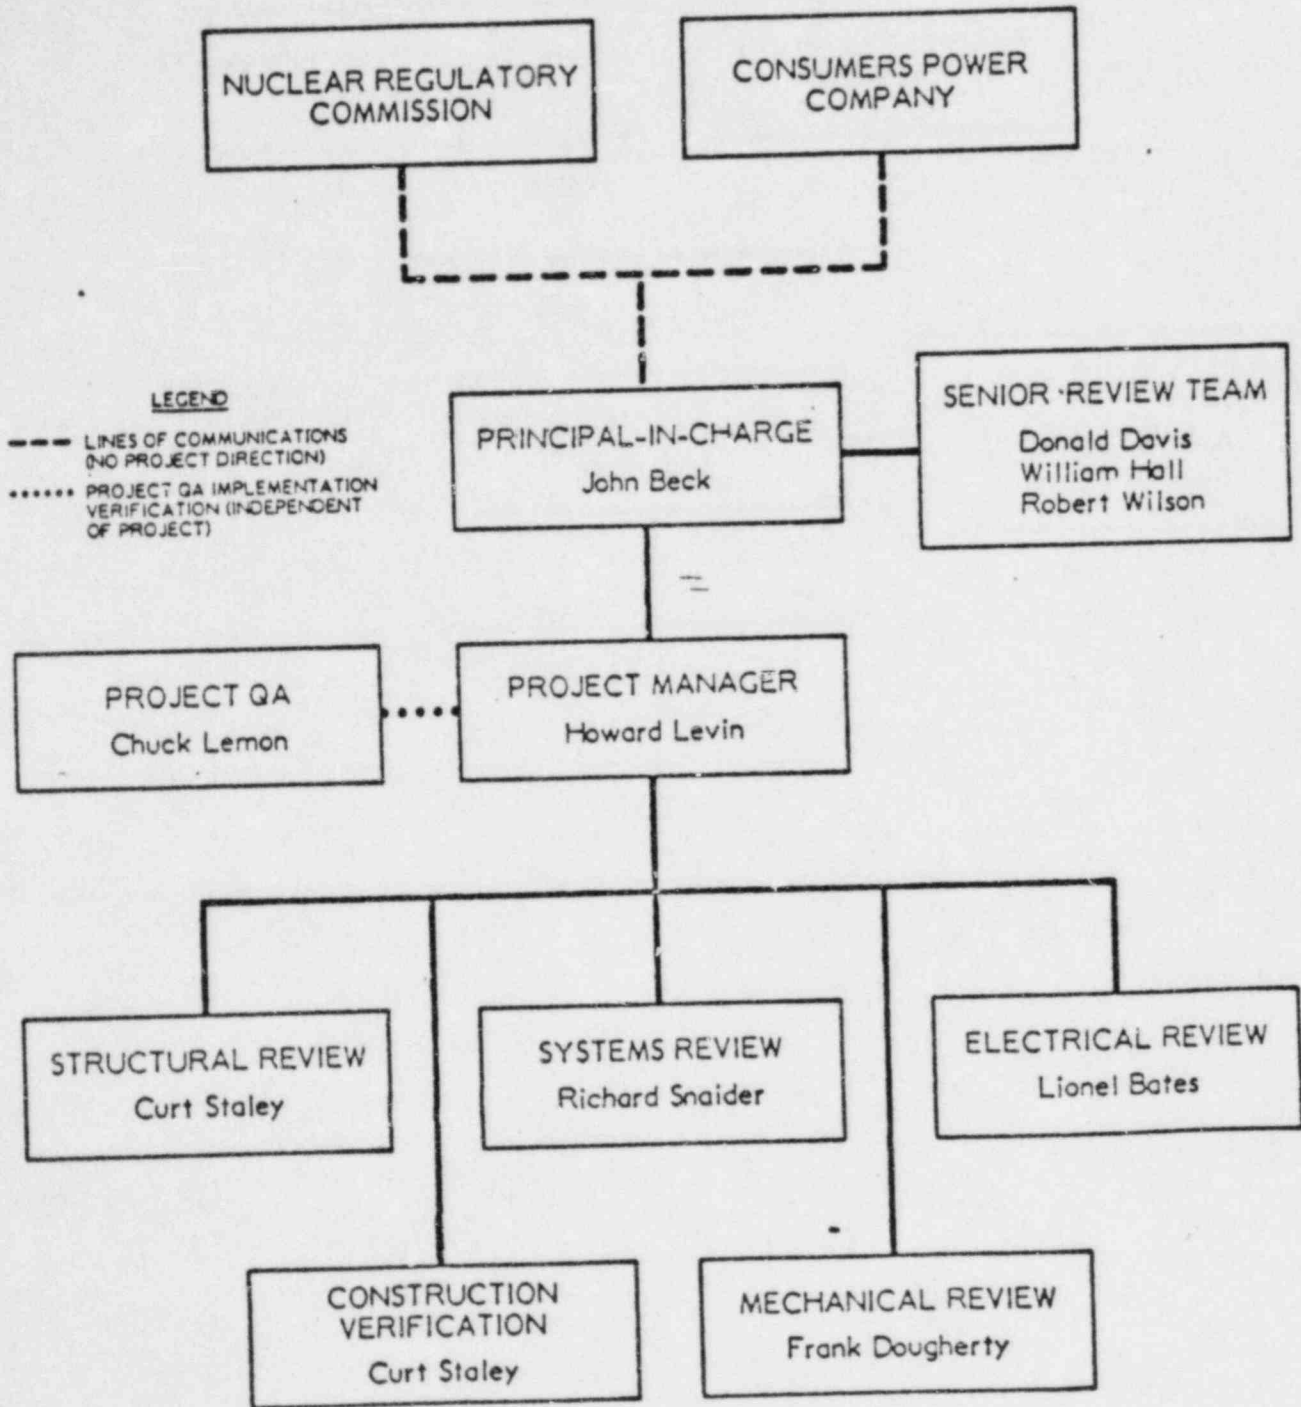 NUCLEAR REGULATORY
COMMISSION
CONSUMERS POWER
COMPANY
LEGEND
LINES OF COMMUNICATIONS
(NO PROJECT DIRECTION)
PROJECT QA IMPLEMENTATION
VERIFICATION (INDEPENDENT
OF PROJECT)
PRINCIPAL-IN-CHARGE
John Beck
SENIOR REVIEW TEAM
Donald Davis
William Hall
Robert Wilson
PROJECT QA
Chuck Lemon
PROJECT MANAGER
Howard Levin
STRUCTURAL REVIEW
Curt Staley
SYSTEMS REVIEW
Richard Snaider
ELECTRICAL REVIEW
Lionel Bates
CONSTRUCTION
VERIFICATION
Curt Staley
MECHANICAL REVIEW
Frank Dougherty